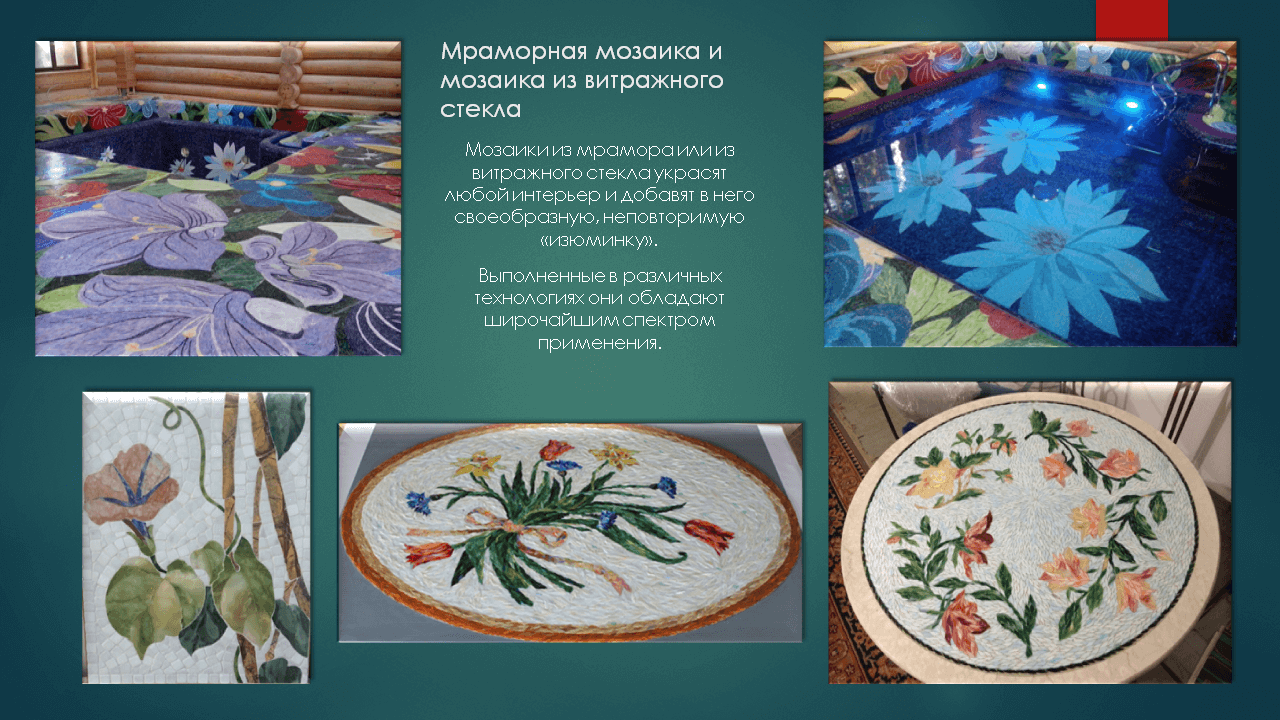 Мраморная мозаика и
мозаика из витражного
стекла
Мозаики из мрамора или из
витражного стекла украсят
любой интерьер и добавят в него
своеобразную, неповторимую
«изюминку».
Выполненные в различных
технологиях они обладают
широчайшим спектром
применения.